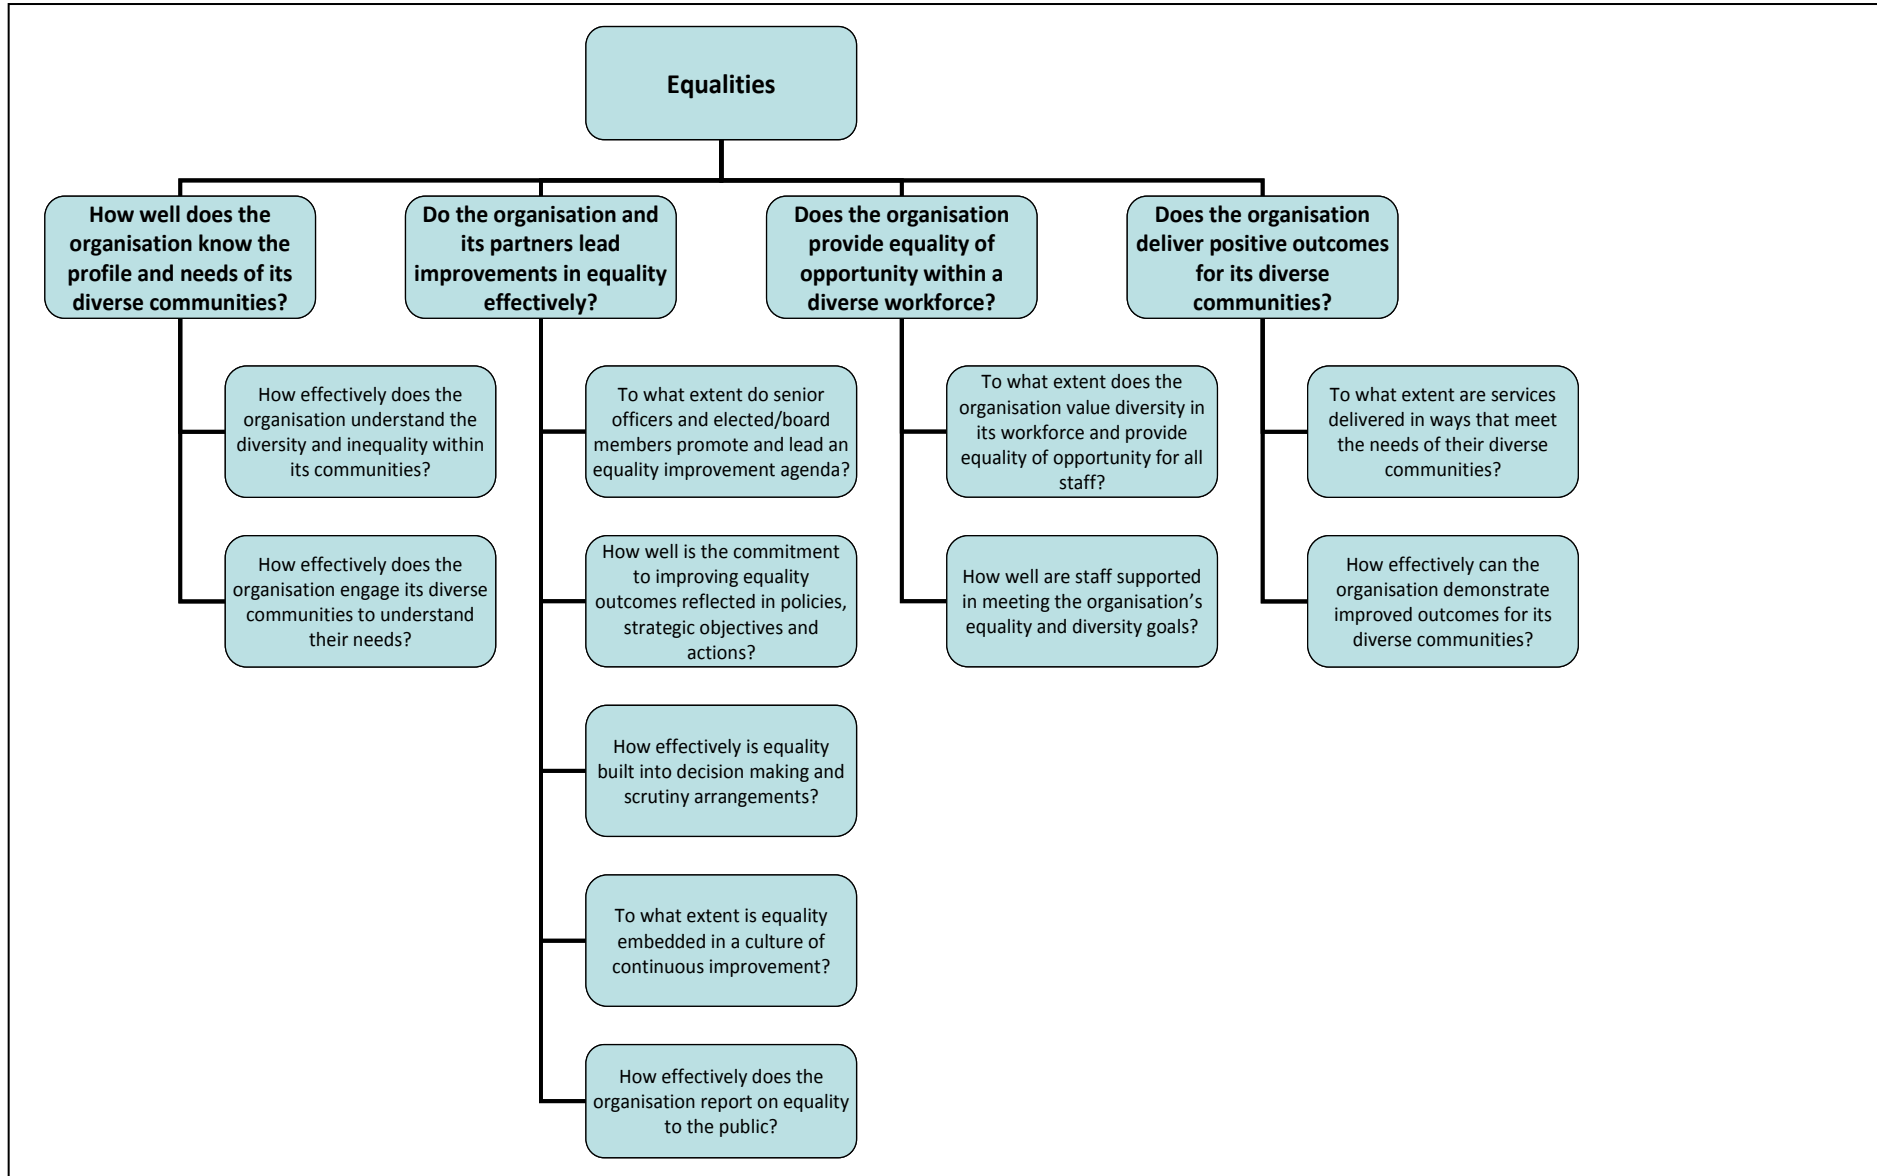 Equalities
How well does the
organisation know the
profile and needs of its
diverse communities?
Do the organisation and
its partners lead
improvements in equality
effectively?
Does the organisation
provide equality of
opportunity within a
diverse workforce?
Does the organisation
deliver positive outcomes
for its diverse
communities?
How effectively does the
organisation understand the
diversity and inequality within
its communities?
How effectively does the
organisation engage its diverse
communities to understand
their needs?
To what extent do senior
officers and elected/board
members promote and lead an
equality improvement agenda?
How well is the commitment
to improving equality
outcomes reflected in policies,
strategic objectives and
actions?
How effectively is equality
built into decision making and
scrutiny arrangements?
To what extent is equality
embedded in a culture of
continuous improvement?
How effectively does the
organisation report on equality
to the public?
To what extent does the
organisation value diversity in
its workforce and provide
equality of opportunity for all
staff?
How well are staff supported
in meeting the organisation’s
equality and diversity goals?
To what extent are services
delivered in ways that meet
the needs of their diverse
communities?
How effectively can the
organisation demonstrate
improved outcomes for its
diverse communities?